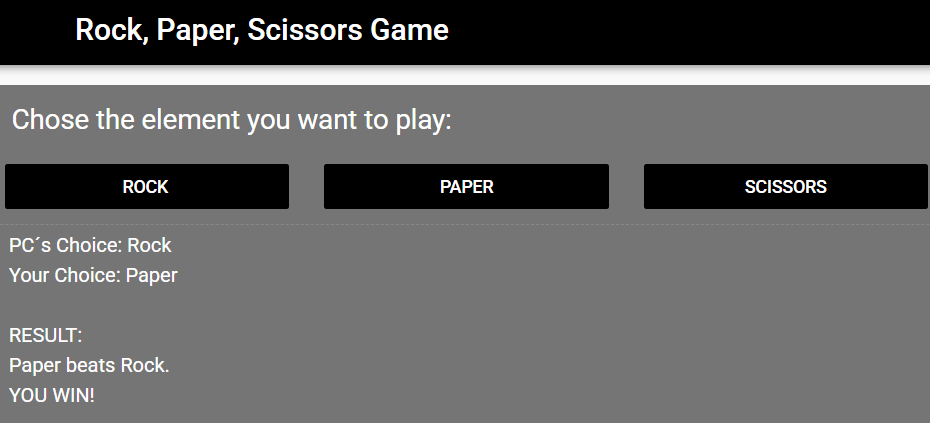 Rock, Paper, Scissors Game
Chose the element you want to play:
ROCK PAPER SCISSORS
PC´s Choice: Rock
Your Choice: Paper
RESULT:
Paper beats Rock.
YOU WIN!